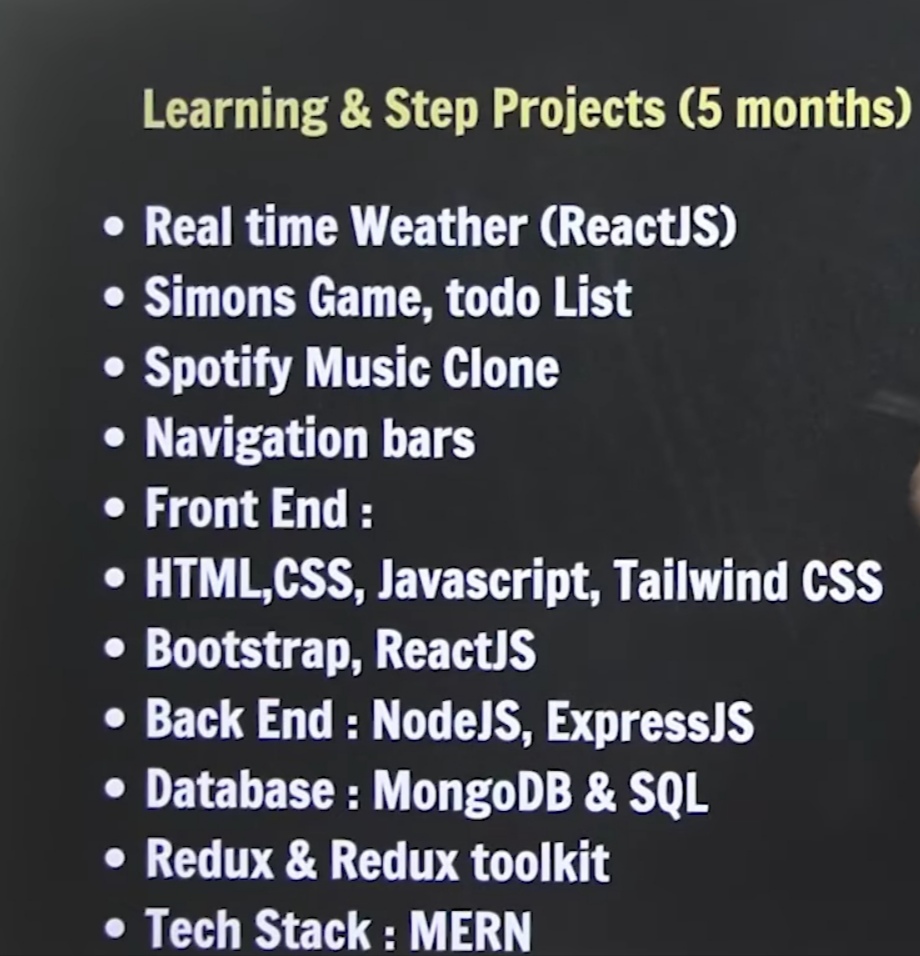 Learning & Step Projects (5 months)
• Real time Weather (ReactJS)
• Simons Game, todo List
• Spotify Music Clone
• Navigation bars
• Front End :
• HTML,CSS, Javascript, Tailwind CSS
• Bootstrap, ReactJS
• Back End : NodeJS, ExpressJS
• Database : MongoDB & SQL
• Redux & Redux toolkit
• Tech Stack : MERN